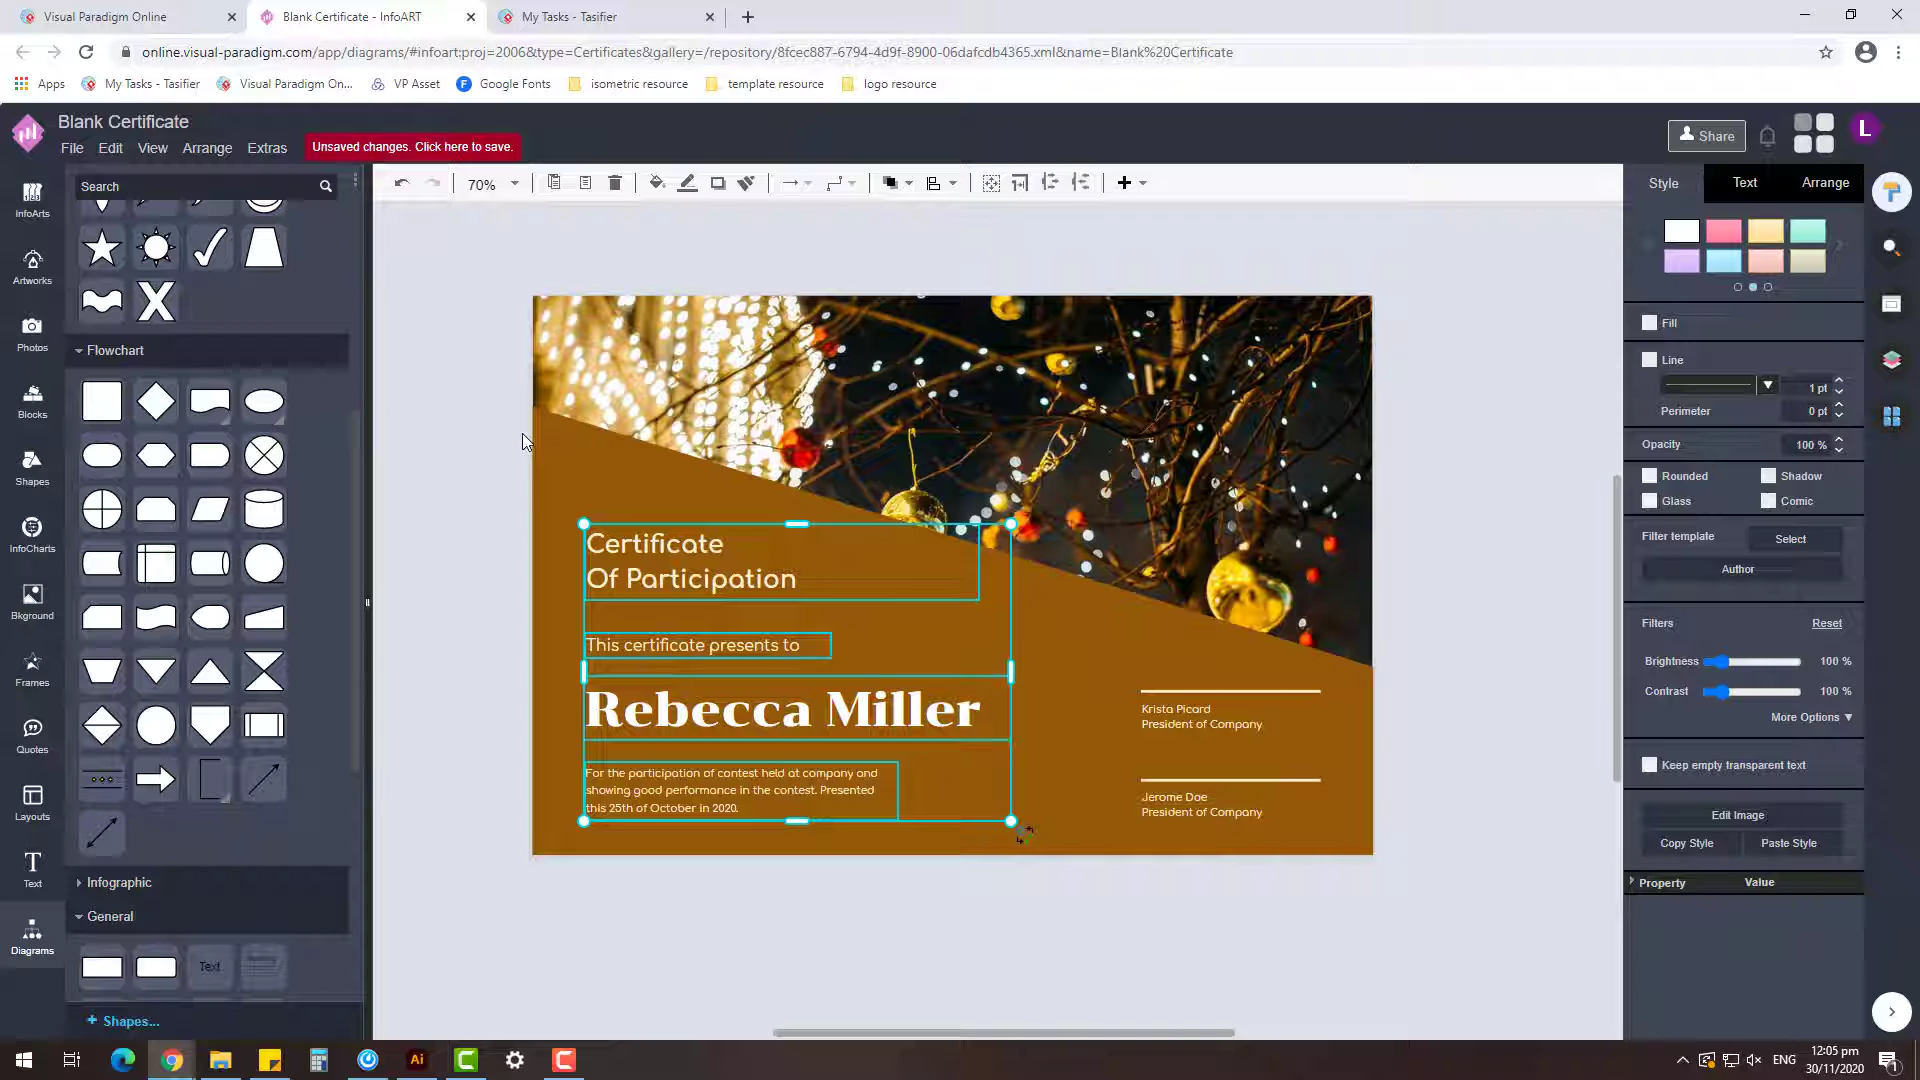 Visual Paradigm Online
Blank Certificate - InfoART
My Tasks - Tasifier
online.visual-paradigm.com/app/diagrams/#infoart:proj=2006&type=Certificates&gallery=/repository/8fcec887-6794-4d9f-8900-06dafcdb4365.xml&name=Blank%20Certificate
Apps
My Tasks - Tasifier
Visual Paradigm On...
VP Asset
Google Fonts
isometric resource
template resource
logo resource
Blank Certificate
File
Edit
View
Arrange
Extras
Unsaved changes. Click here to save.
Share
L
InfoArts
Artworks
Photos
Blocks
Shapes
InfoCharts
Bkground
Frames
Quotes
Layouts
Text
Diagrams
Search
Flowchart
Infographic
General
Text
+ Shapes...
70%
Certificate
Of Participation
This certificate presents to
Rebecca Miller
For the participation of contest held at company and
showing good performance in the contest. Presented
this 25th of October in 2020.
Krista Picard
President of Company
Jerome Doe
President of Company
Style
Text
Arrange
Fill
Line
1 pt
Perimeter
0 pt
Opacity
100 %
Rounded
Shadow
Glass
Comic
Filter template
Select
Author
Filters
Reset
Brightness
100 %
Contrast
100 %
More Options
Keep empty transparent text
Edit Image
Copy Style
Paste Style
Property
Value
Ai
ENG
12:05 pm
30/11/2020
1